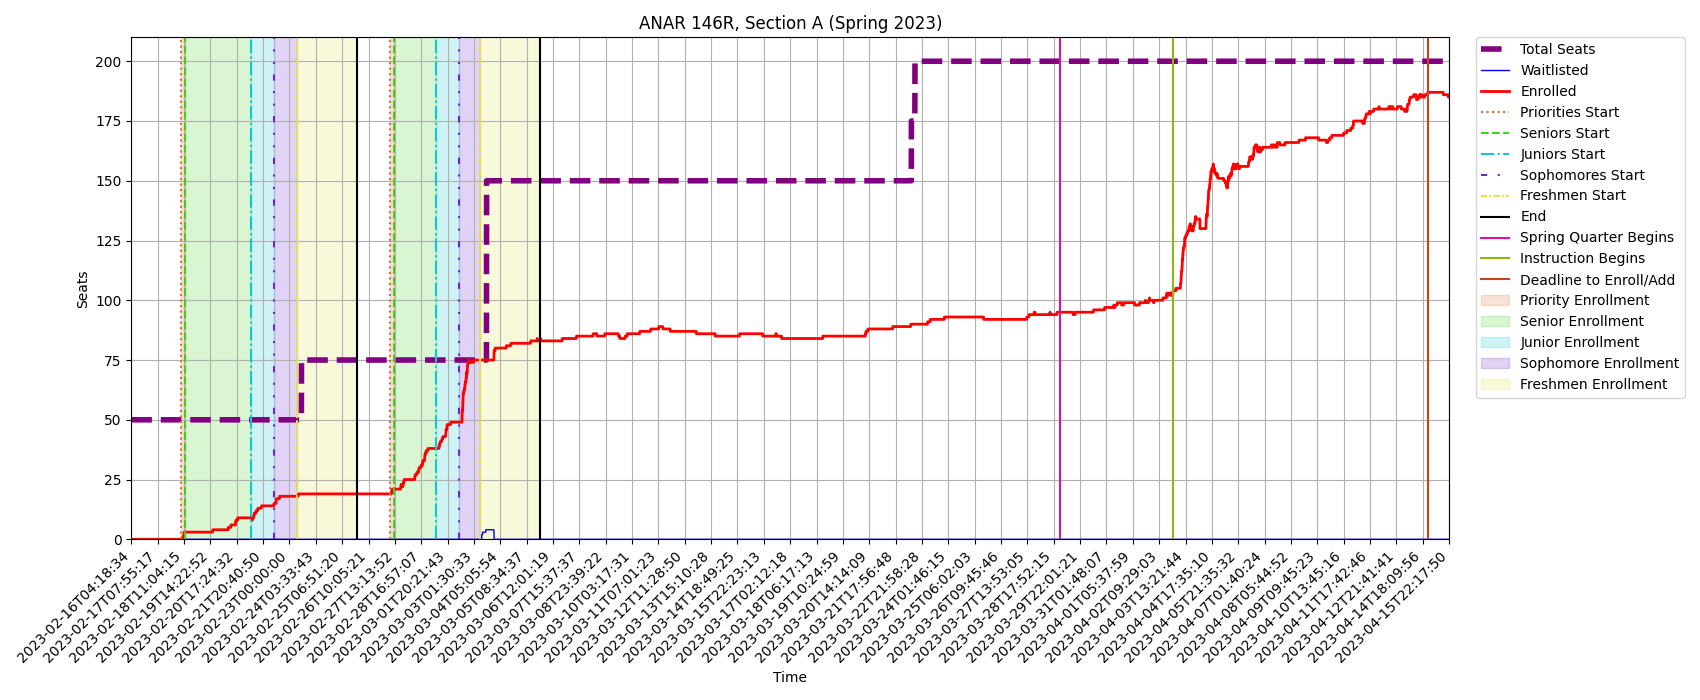 ANAR 146R, Section A (Spring 2023)
Seats
200
175
150
125
100
75
50
25
0
2023-02-16T04:18:34
2023-02-17T07:55:17
2023-02-18T11:04:15
2023-02-19T14:22:52
2023-02-20T17:24:32
2023-02-21T20:40:50
2023-02-23T00:00:00
2023-02-24T03:33:43
2023-02-25T06:51:20
2023-02-26T10:05:21
2023-02-27T13:13:52
2023-02-28T16:57:07
2023-03-01T20:21:43
2023-03-03T01:30:33
2023-03-04T05:05:54
2023-03-05T08:34:37
2023-03-06T12:01:19
2023-03-07T15:37:37
2023-03-08T23:39:22
2023-03-10T03:17:31
2023-03-11T07:01:23
2023-03-12T11:28:50
2023-03-13T15:10:28
2023-03-14T18:49:25
2023-03-15T22:23:13
2023-03-17T02:12:18
2023-03-18T06:17:13
2023-03-19T10:24:59
2023-03-20T14:14:09
2023-03-21T17:56:48
2023-03-22T21:58:28
2023-03-24T01:46:15
2023-03-25T06:02:03
2023-03-26T09:45:46
2023-03-27T13:53:05
2023-03-28T17:52:15
2023-03-29T22:01:21
2023-03-31T01:48:07
2023-04-01T05:37:59
2023-04-02T09:29:03
2023-04-03T13:21:44
2023-04-04T17:35:10
2023-04-05T21:35:32
2023-04-07T01:40:24
2023-04-08T05:44:52
2023-04-09T09:45:23
2023-04-10T13:45:16
2023-04-11T17:42:46
2023-04-12T21:41:41
2023-04-14T18:09:56
2023-04-15T22:17:50
Time
Total Seats
Waitlisted
Enrolled
Priorities Start
Seniors Start
Juniors Start
Sophomores Start
Freshmen Start
End
Spring Quarter Begins
Instruction Begins
Deadline to Enroll/Add
Priority Enrollment
Senior Enrollment
Junior Enrollment
Sophomore Enrollment
Freshmen Enrollment